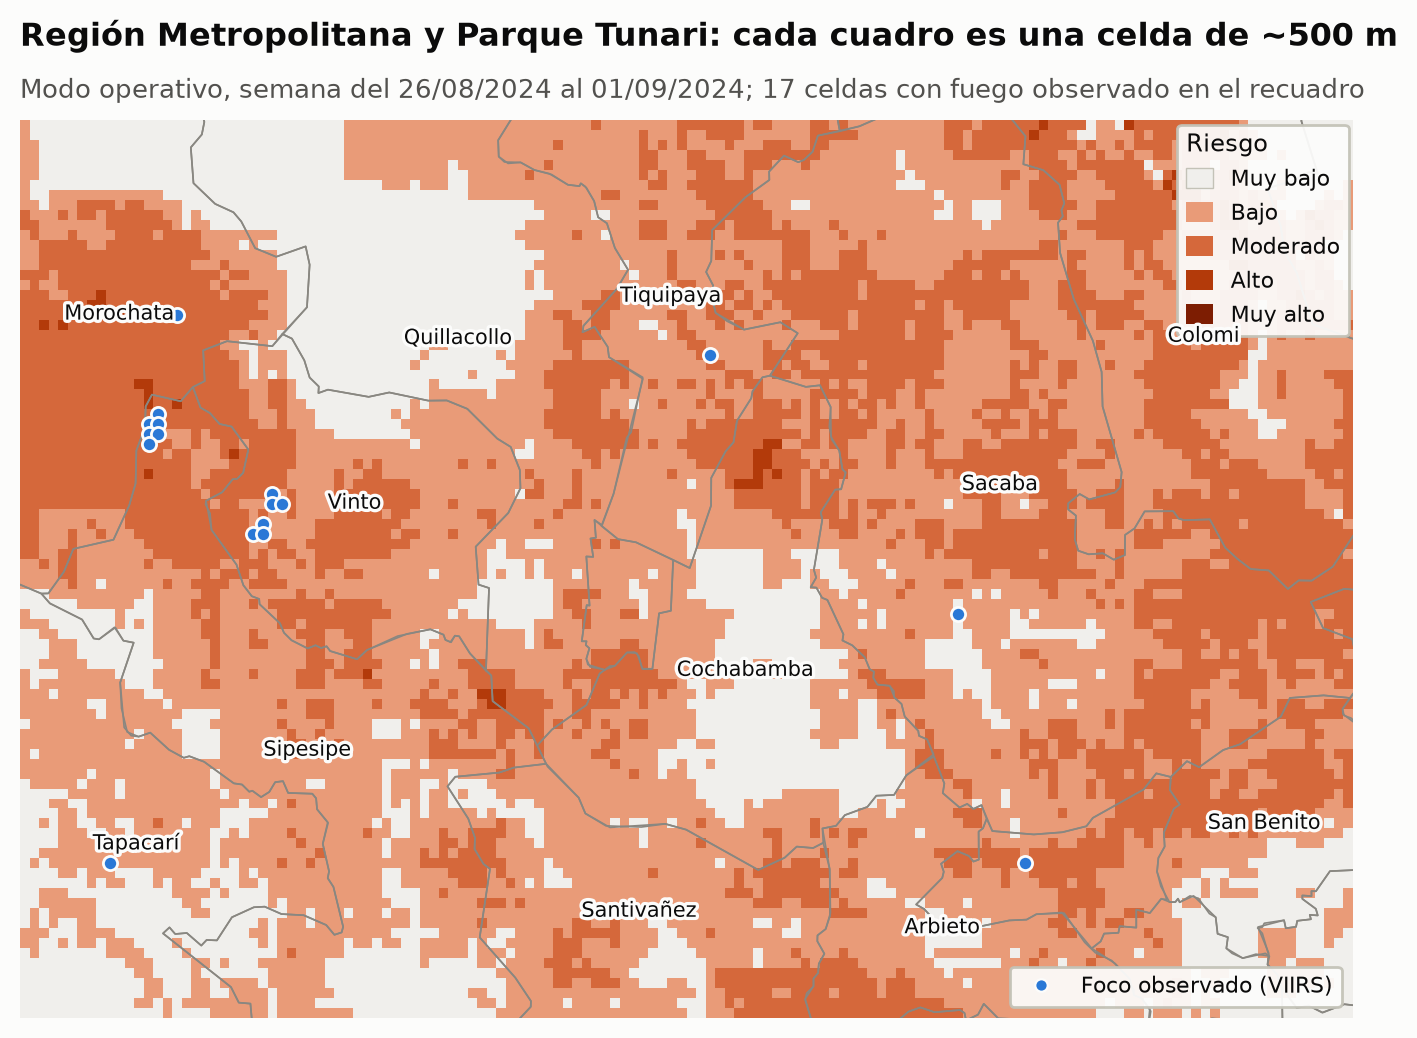 Región Metropolitana y Parque Tunari: cada cuadro es una celda de ~500 m
Modo operativo, semana del 26/08/2024 al 01/09/2024; 17 celdas con fuego observado en el recuadro
Riesgo
Muy bajo
Bajo
Moderado
Alto
Muy alto
Tiquipaya
Morochata
Quillacollo
Colomi
Sacaba
Vinto
Cochabamba
Sipesipe
San Benito
Tapacarí
Santivañez
Arbieto
Foco observado (VIIRS)